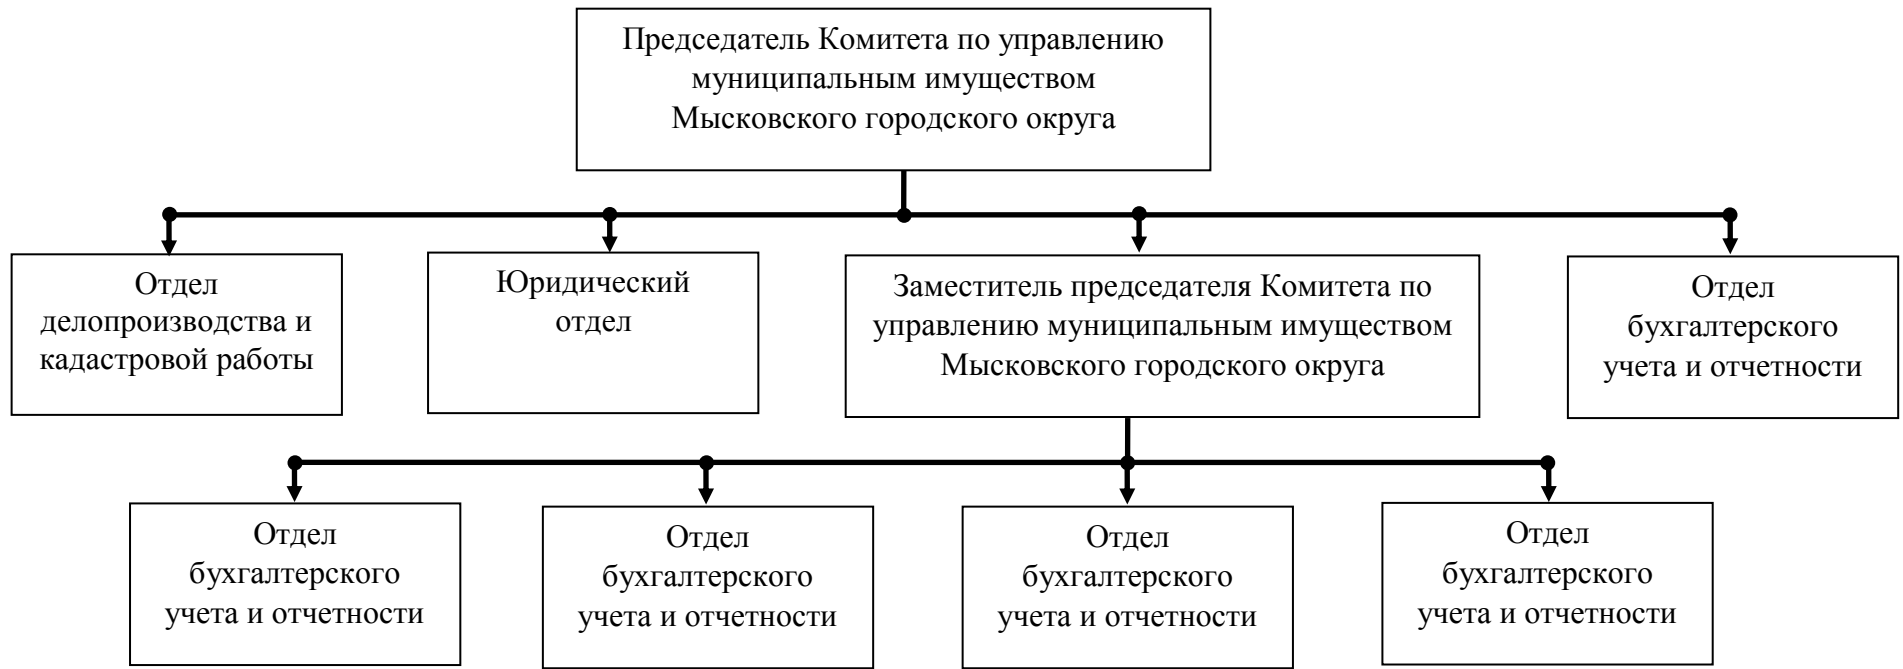 Председатель Комитета по управлению
муниципальным имуществом
Мысковского городского округа
Отдел
делопроизводства и
кадастровой работы
Юридический
отдел
Заместитель председателя Комитета по
управлению муниципальным имуществом
Мысковского городского округа
Отдел
бухгалтерского
учета и отчетности
Отдел
бухгалтерского
учета и отчетности
Отдел
бухгалтерского
учета и отчетности
Отдел
бухгалтерского
учета и отчетности
Отдел
бухгалтерского
учета и отчетности